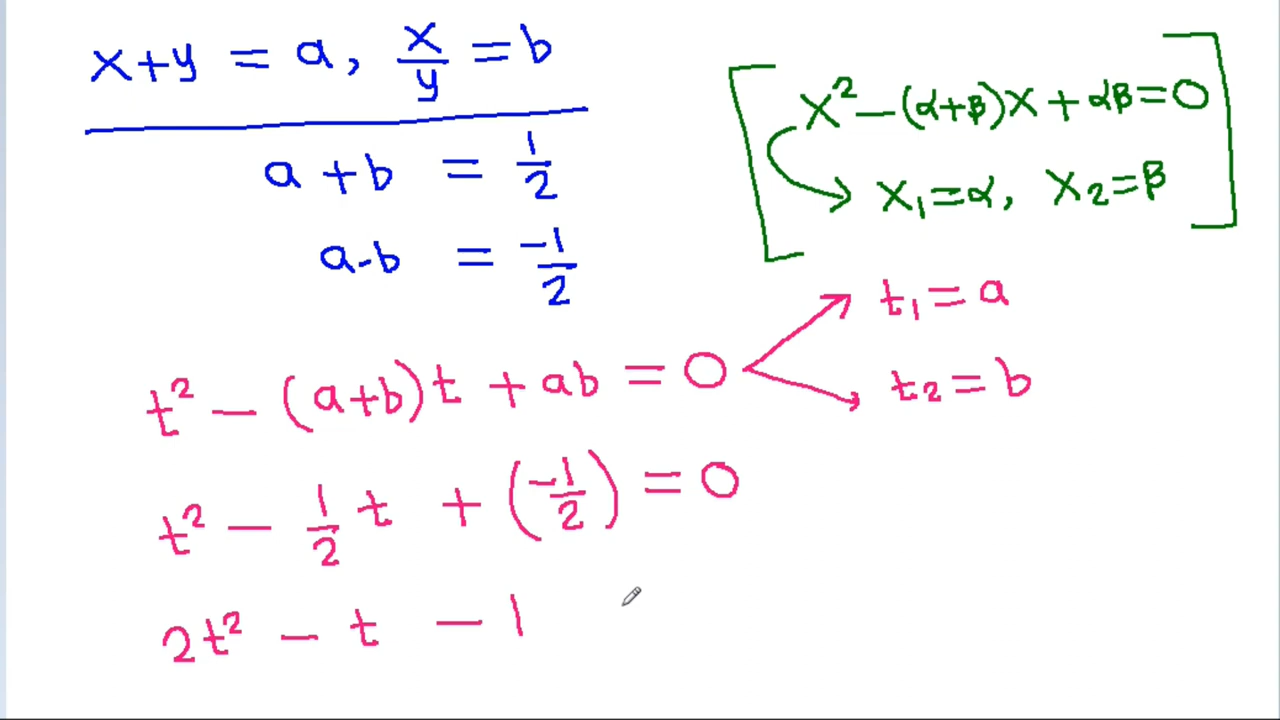 x+y = a, x/y = b
a + b = 1/2
a-b = -1/2
[x² - (α+β)x + αβ = 0
x₁ = α, x₂ = β]
t² - (a+b)t + ab = 0
t₁ = a
t₂ = b
t² - 1/2 t + (-1/2) = 0
2t² - t - 1